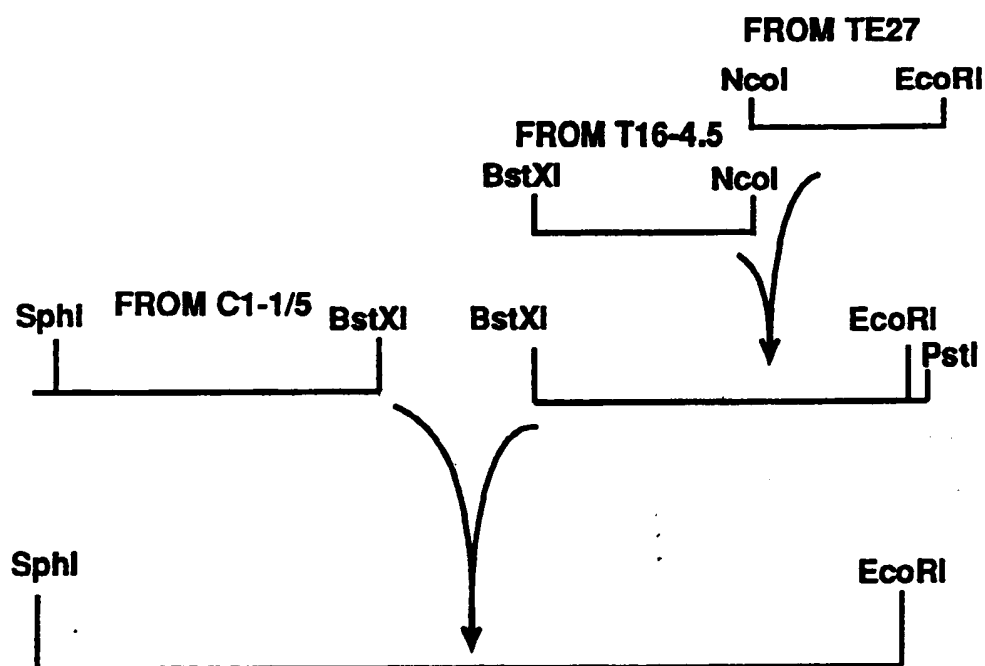 FROM TE27
NcoI EcoRI
FROM T16-4.5
BstXI NcoI
SphI FROM C1-1/5 BstXI BstXI EcoRI
PstI
SphI EcoRI